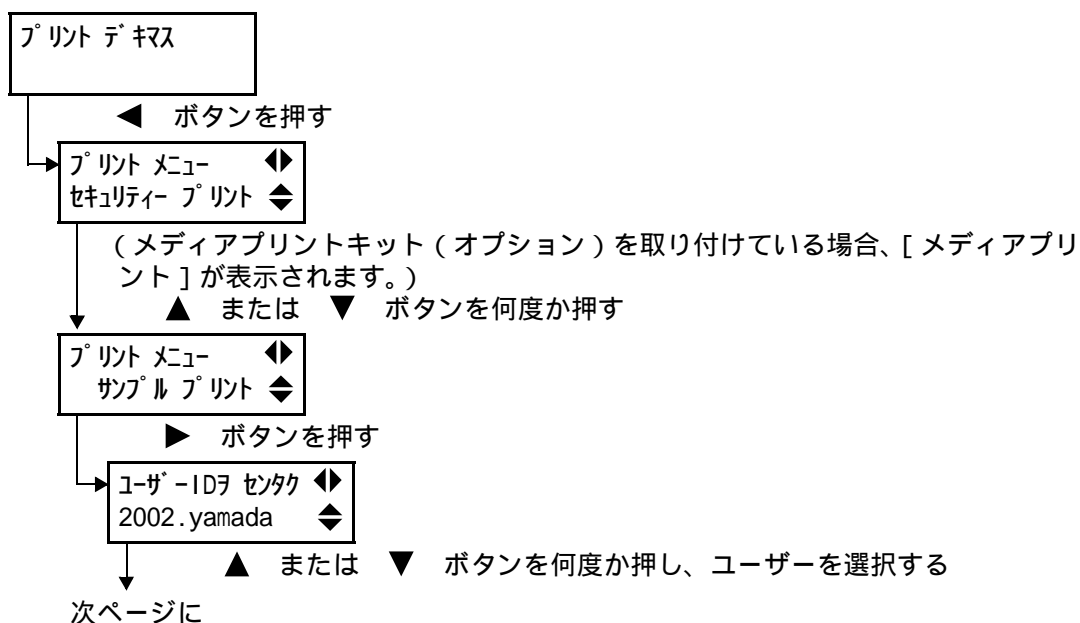 ﾌﾟﾘﾝﾄ ﾃﾞｷﾏｽ
◀ ボタンを押す
ﾌﾟﾘﾝﾄ ﾒﾆｭｰ
ｾｷｭﾘﾃｨｰ ﾌﾟﾘﾝﾄ
(メディアプリントキット(オプション)を取り付けている場合、[メディアプリ
ント]が表示されます。)
▲ または ▼ ボタンを何度か押す
ﾌﾟﾘﾝﾄ ﾒﾆｭｰ
ｻﾝﾌﾟﾙ ﾌﾟﾘﾝﾄ
▶ ボタンを押す
ﾕｰｻﾞｰIDｦ ｾﾝﾀｸ
2002.yamada
▲ または ▼ ボタンを何度か押し、ユーザーを選択する
次ページに